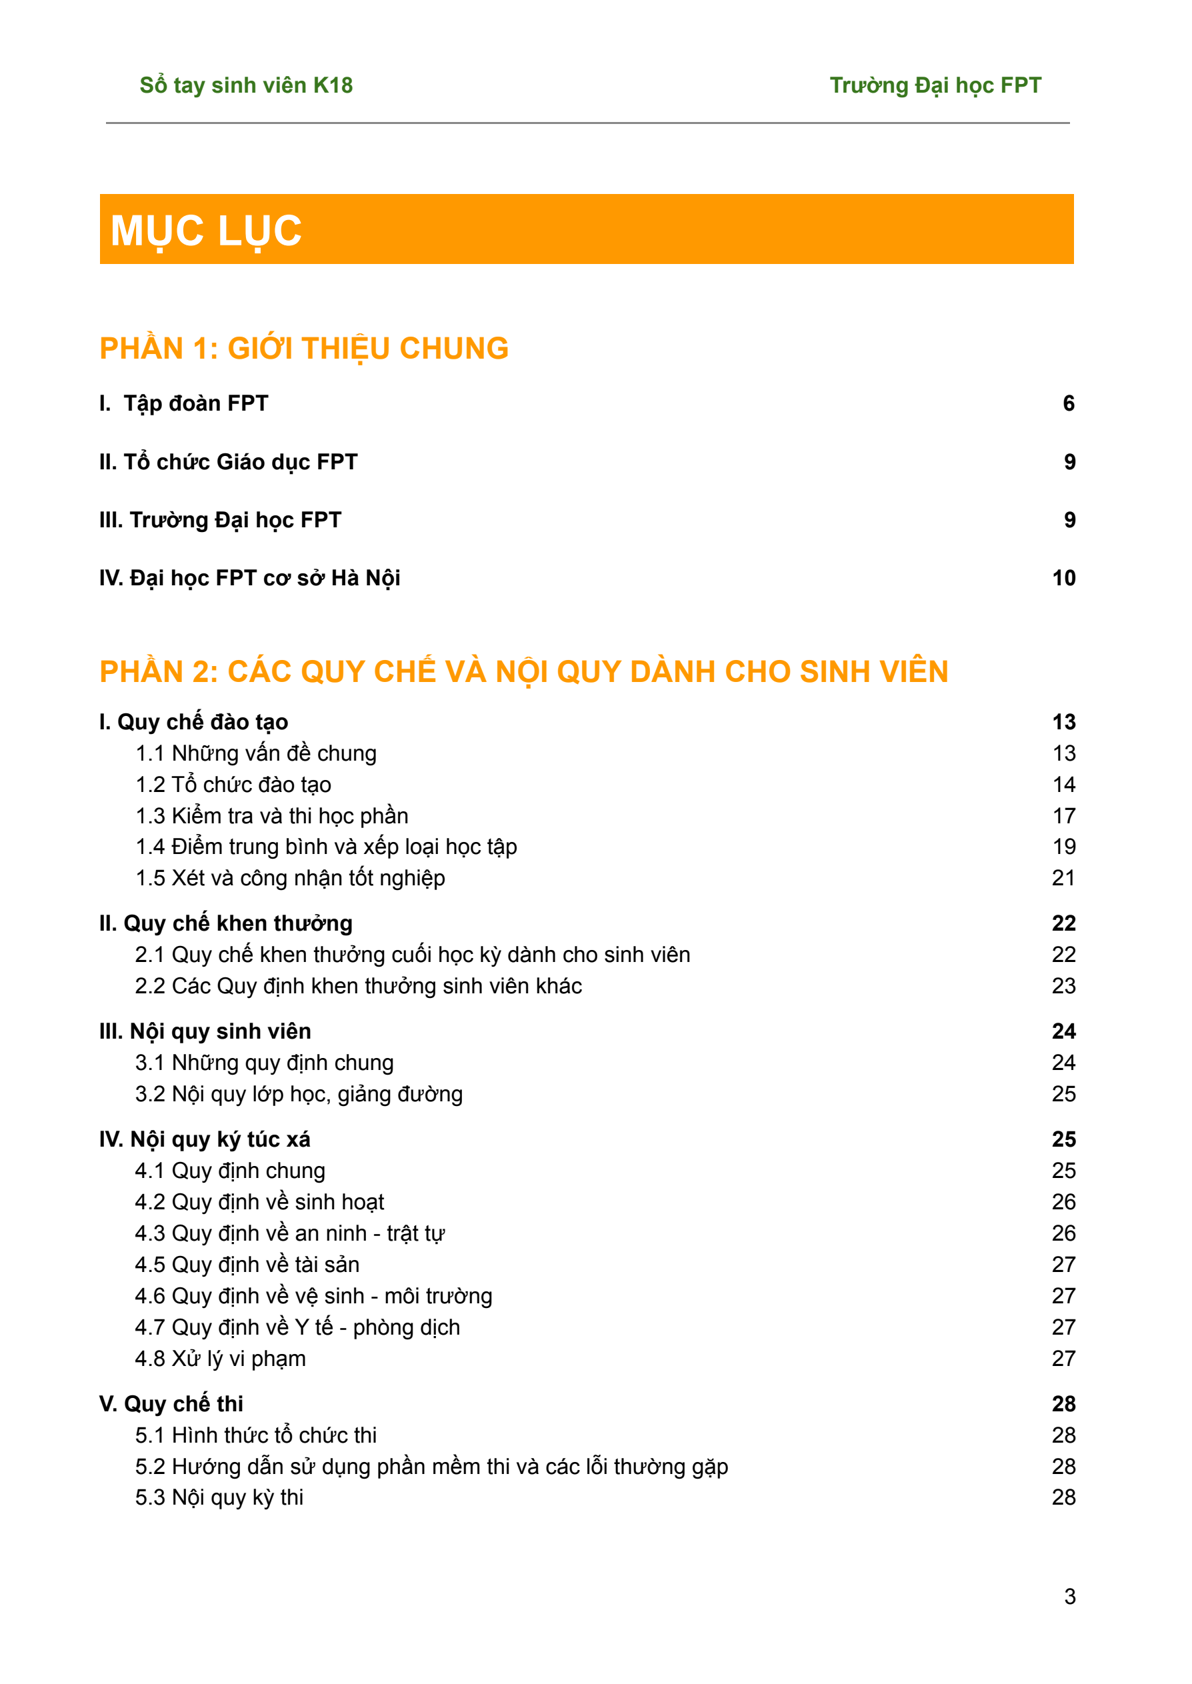 Sổ tay sinh viên K18 Trường Đại học FPT
MỤC LỤC
PHẦN 1: GIỚI THIỆU CHUNG
I. Tập đoàn FPT 6
II. Tổ chức Giáo dục FPT 9
III. Trường Đại học FPT 9
IV. Đại học FPT cơ sở Hà Nội 10
PHẦN 2: CÁC QUY CHẾ VÀ NỘI QUY DÀNH CHO SINH VIÊN
I. Quy chế đào tạo 13
1.1 Những vấn đề chung 13
1.2 Tổ chức đào tạo 14
1.3 Kiểm tra và thi học phần 17
1.4 Điểm trung bình và xếp loại học tập 19
1.5 Xét và công nhận tốt nghiệp 21
II. Quy chế khen thưởng 22
2.1 Quy chế khen thưởng cuối học kỳ dành cho sinh viên 22
2.2 Các Quy định khen thưởng sinh viên khác 23
III. Nội quy sinh viên 24
3.1 Những quy định chung 24
3.2 Nội quy lớp học, giảng đường 25
IV. Nội quy ký túc xá 25
4.1 Quy định chung 25
4.2 Quy định về sinh hoạt 26
4.3 Quy định về an ninh - trật tự 26
4.5 Quy định về tài sản 27
4.6 Quy định về vệ sinh - môi trường 27
4.7 Quy định về Y tế - phòng dịch 27
4.8 Xử lý vi phạm 27
V. Quy chế thi 28
5.1 Hình thức tổ chức thi 28
5.2 Hướng dẫn sử dụng phần mềm thi và các lỗi thường gặp 28
5.3 Nội quy kỳ thi 28
3